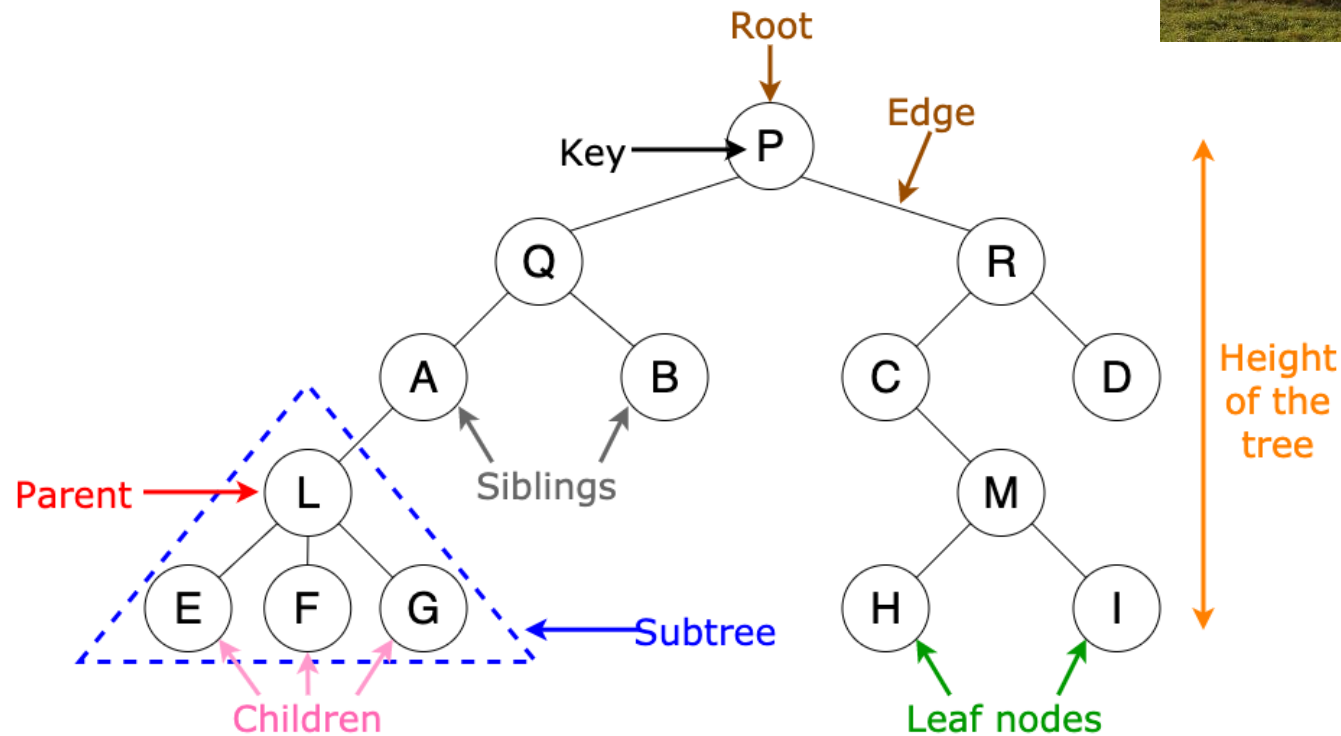 Root
Edge
Key
P
Q
R
A
B
C
D
Height
of the
tree
Siblings
Parent
L
M
E
F
G
H
I
Subtree
Children
Leaf nodes